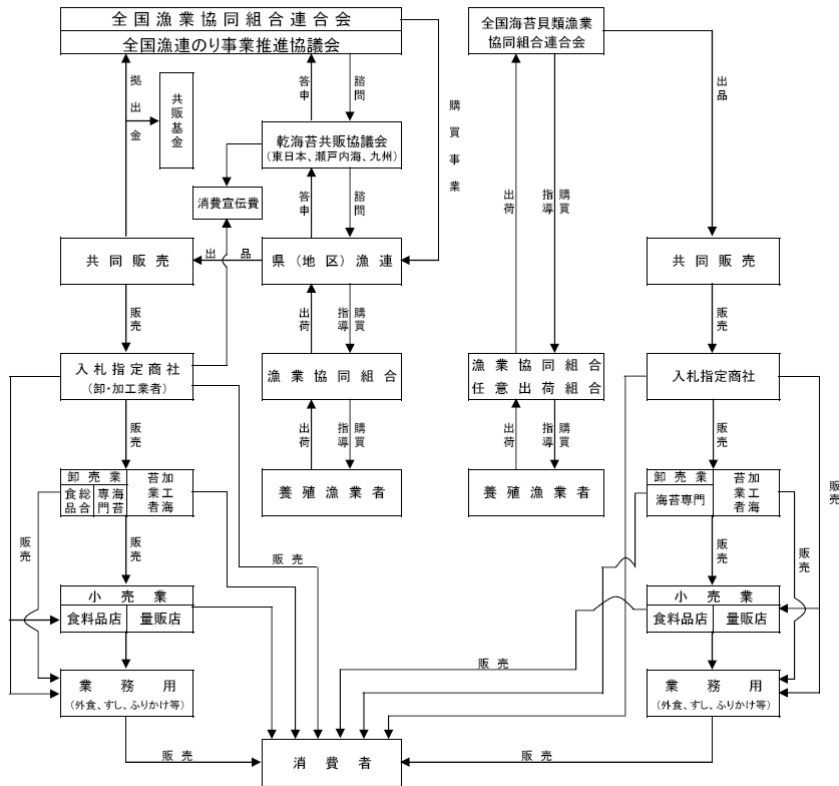 全国漁業協同組合連合会
全国漁連のり事業推進協議会
全国海苔貝類漁業
協同組合連合会
拠出金
共販基金
答申
諮問
購買事業
出品
乾海苔共販協議会
(東日本、瀬戸内海、九州)
消費宣伝費
答申
諮問
出荷
指導
購買
共同販売
出品
県(地区)漁連
共同販売
販売
出荷
指導
購買
販売
入札指定商社
(卸・加工業者)
漁業協同組合
漁業協同組合
任意出荷組合
入札指定商社
販売
出荷
指導
購買
出荷
指導
購買
販売
卸売業
食品総合
海苔専門
海苔加工業者
養殖漁業者
養殖漁業者
卸売業
海苔専門
海苔加工業者
販売
販売
販売
販売
販売
販売
小売業
食料品店
量販店
小売業
食料品店
量販店
販売
業務用
(外食、すし、ふりかけ等)
業務用
(外食、すし、ふりかけ等)
販売
消費者
販売